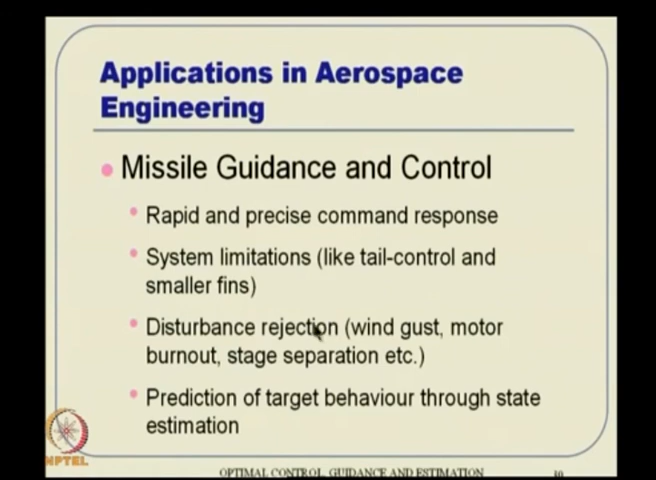 Applications in Aerospace
Engineering
Missile Guidance and Control
Rapid and precise command response
System limitations (like tail-control and
smaller fins)
Disturbance rejection (wind gust, motor
burnout, stage separation etc.)
Prediction of target behaviour through state
estimation
NPTEL
OPTIMAL CONTROL, GUIDANCE AND ESTIMATION